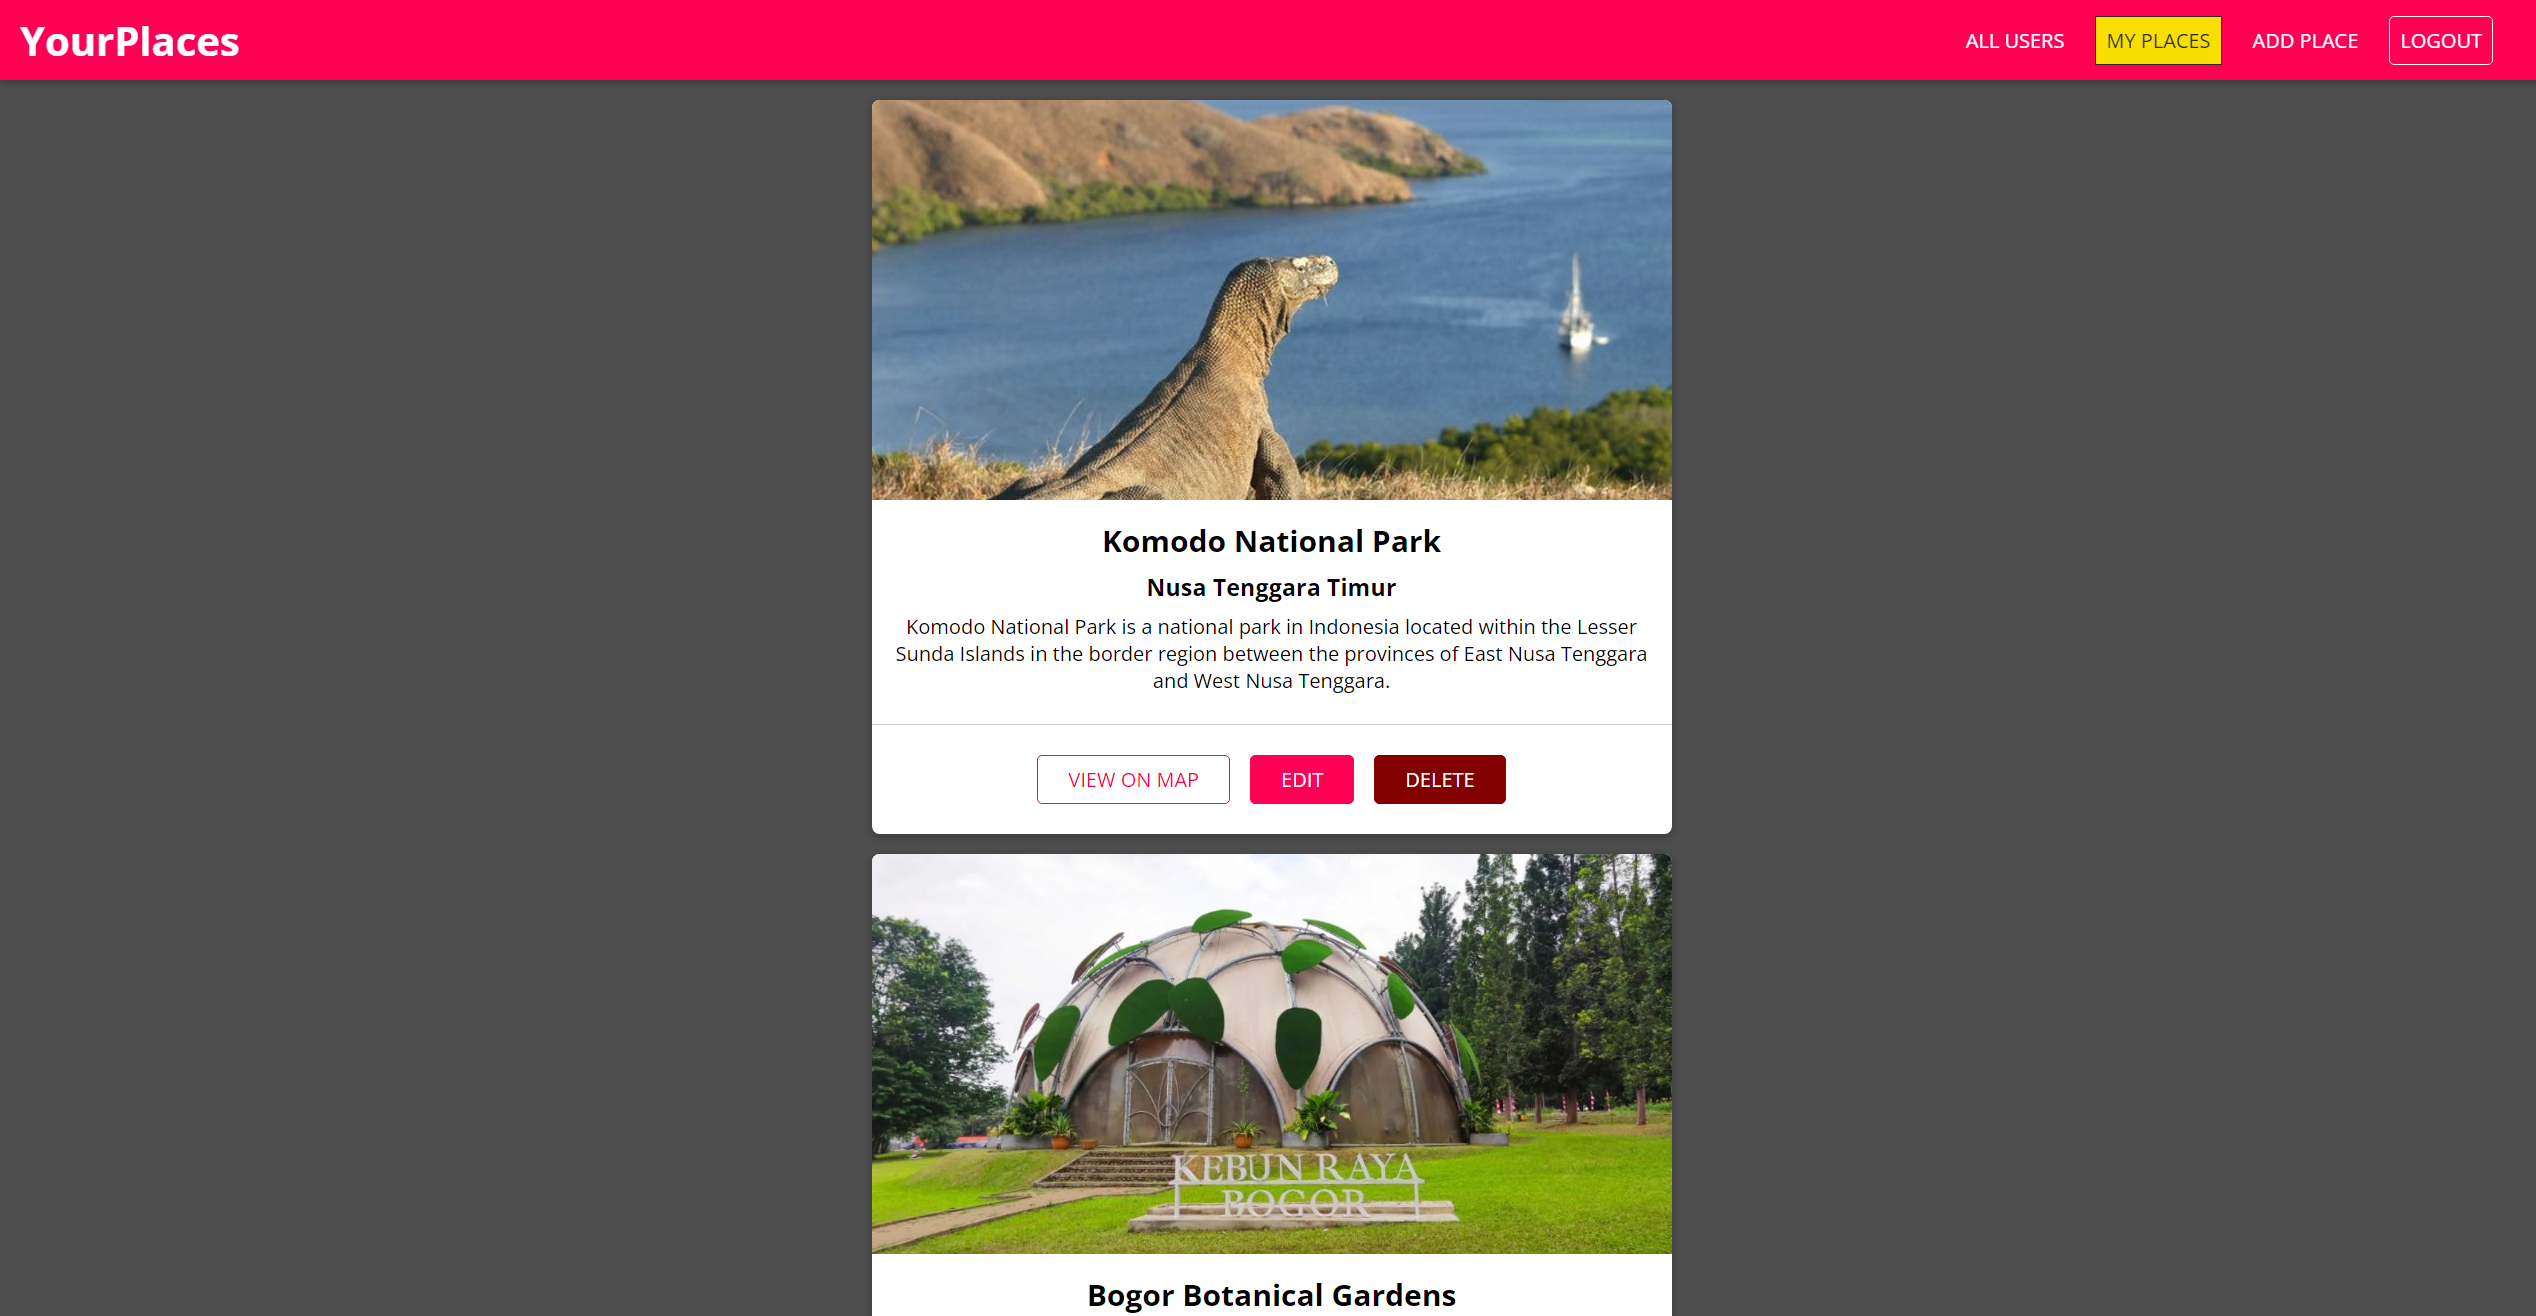 YourPlaces
ALL USERS
MY PLACES
ADD PLACE
LOGOUT
Komodo National Park
Nusa Tenggara Timur
Komodo National Park is a national park in Indonesia located within the Lesser
Sunda Islands in the border region between the provinces of East Nusa Tenggara
and West Nusa Tenggara.
VIEW ON MAP
EDIT
DELETE
KEBUN RAYA
BOGOR
Bogor Botanical Gardens